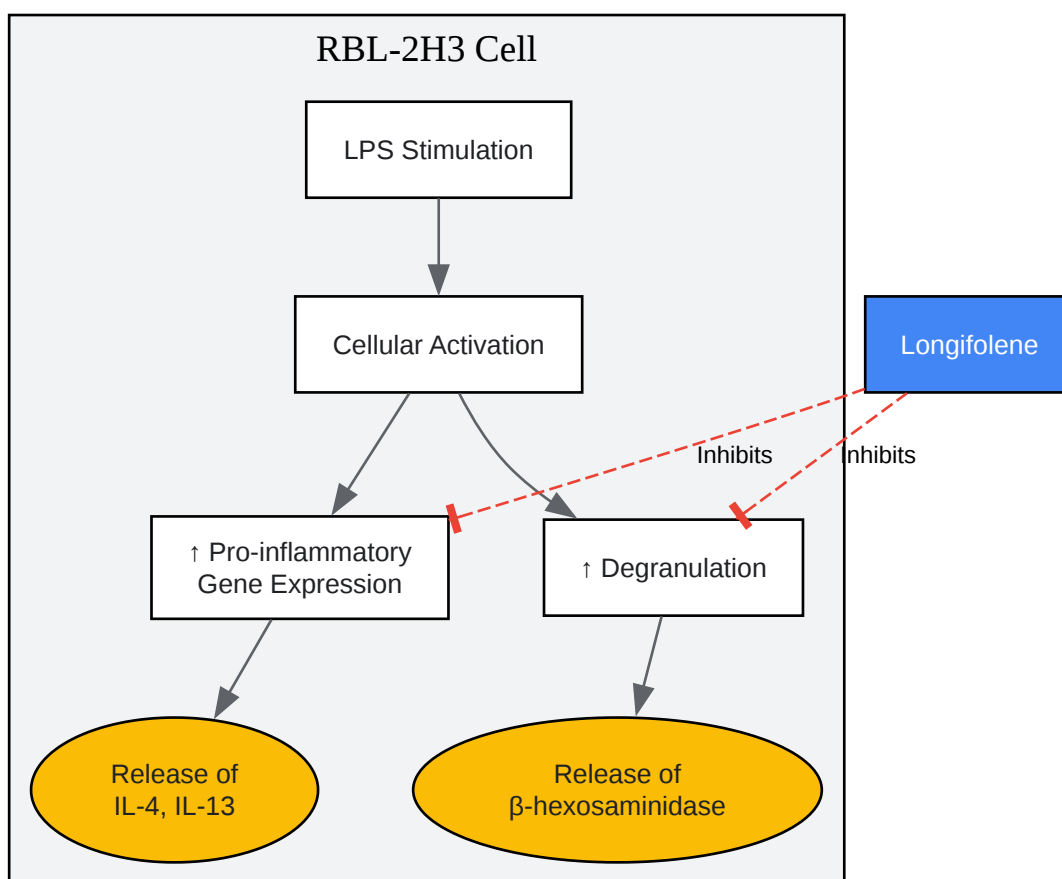 RBL-2H3 Cell
LPS Stimulation
Cellular Activation
Longifolene
Inhibits
Inhibits
↑ Pro-inflammatory
Gene Expression
↑ Degranulation
Release of
IL-4, IL-13
Release of
β-hexosaminidase